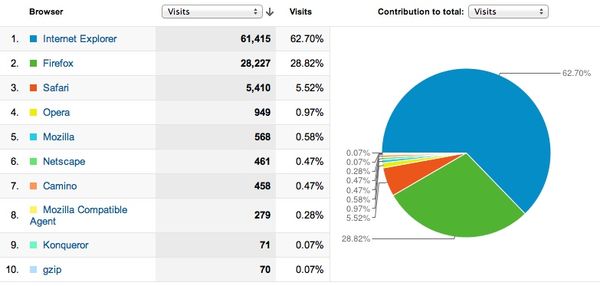 Browser Visits Visits Contribution to total: Visits
1. Internet Explorer 61,415 62.70%
2. Firefox 28,227 28.82%
3. Safari 5,410 5.52%
4. Opera 949 0.97%
5. Mozilla 568 0.58%
6. Netscape 461 0.47%
7. Camino 458 0.47%
8. Mozilla Compatible
Agent 279 0.28%
9. Konqueror 71 0.07%
10. gzip 70 0.07%
62.70%
0.07%
0.07%
0.28%
0.47%
0.47%
0.58%
0.97%
5.52%
28.82%